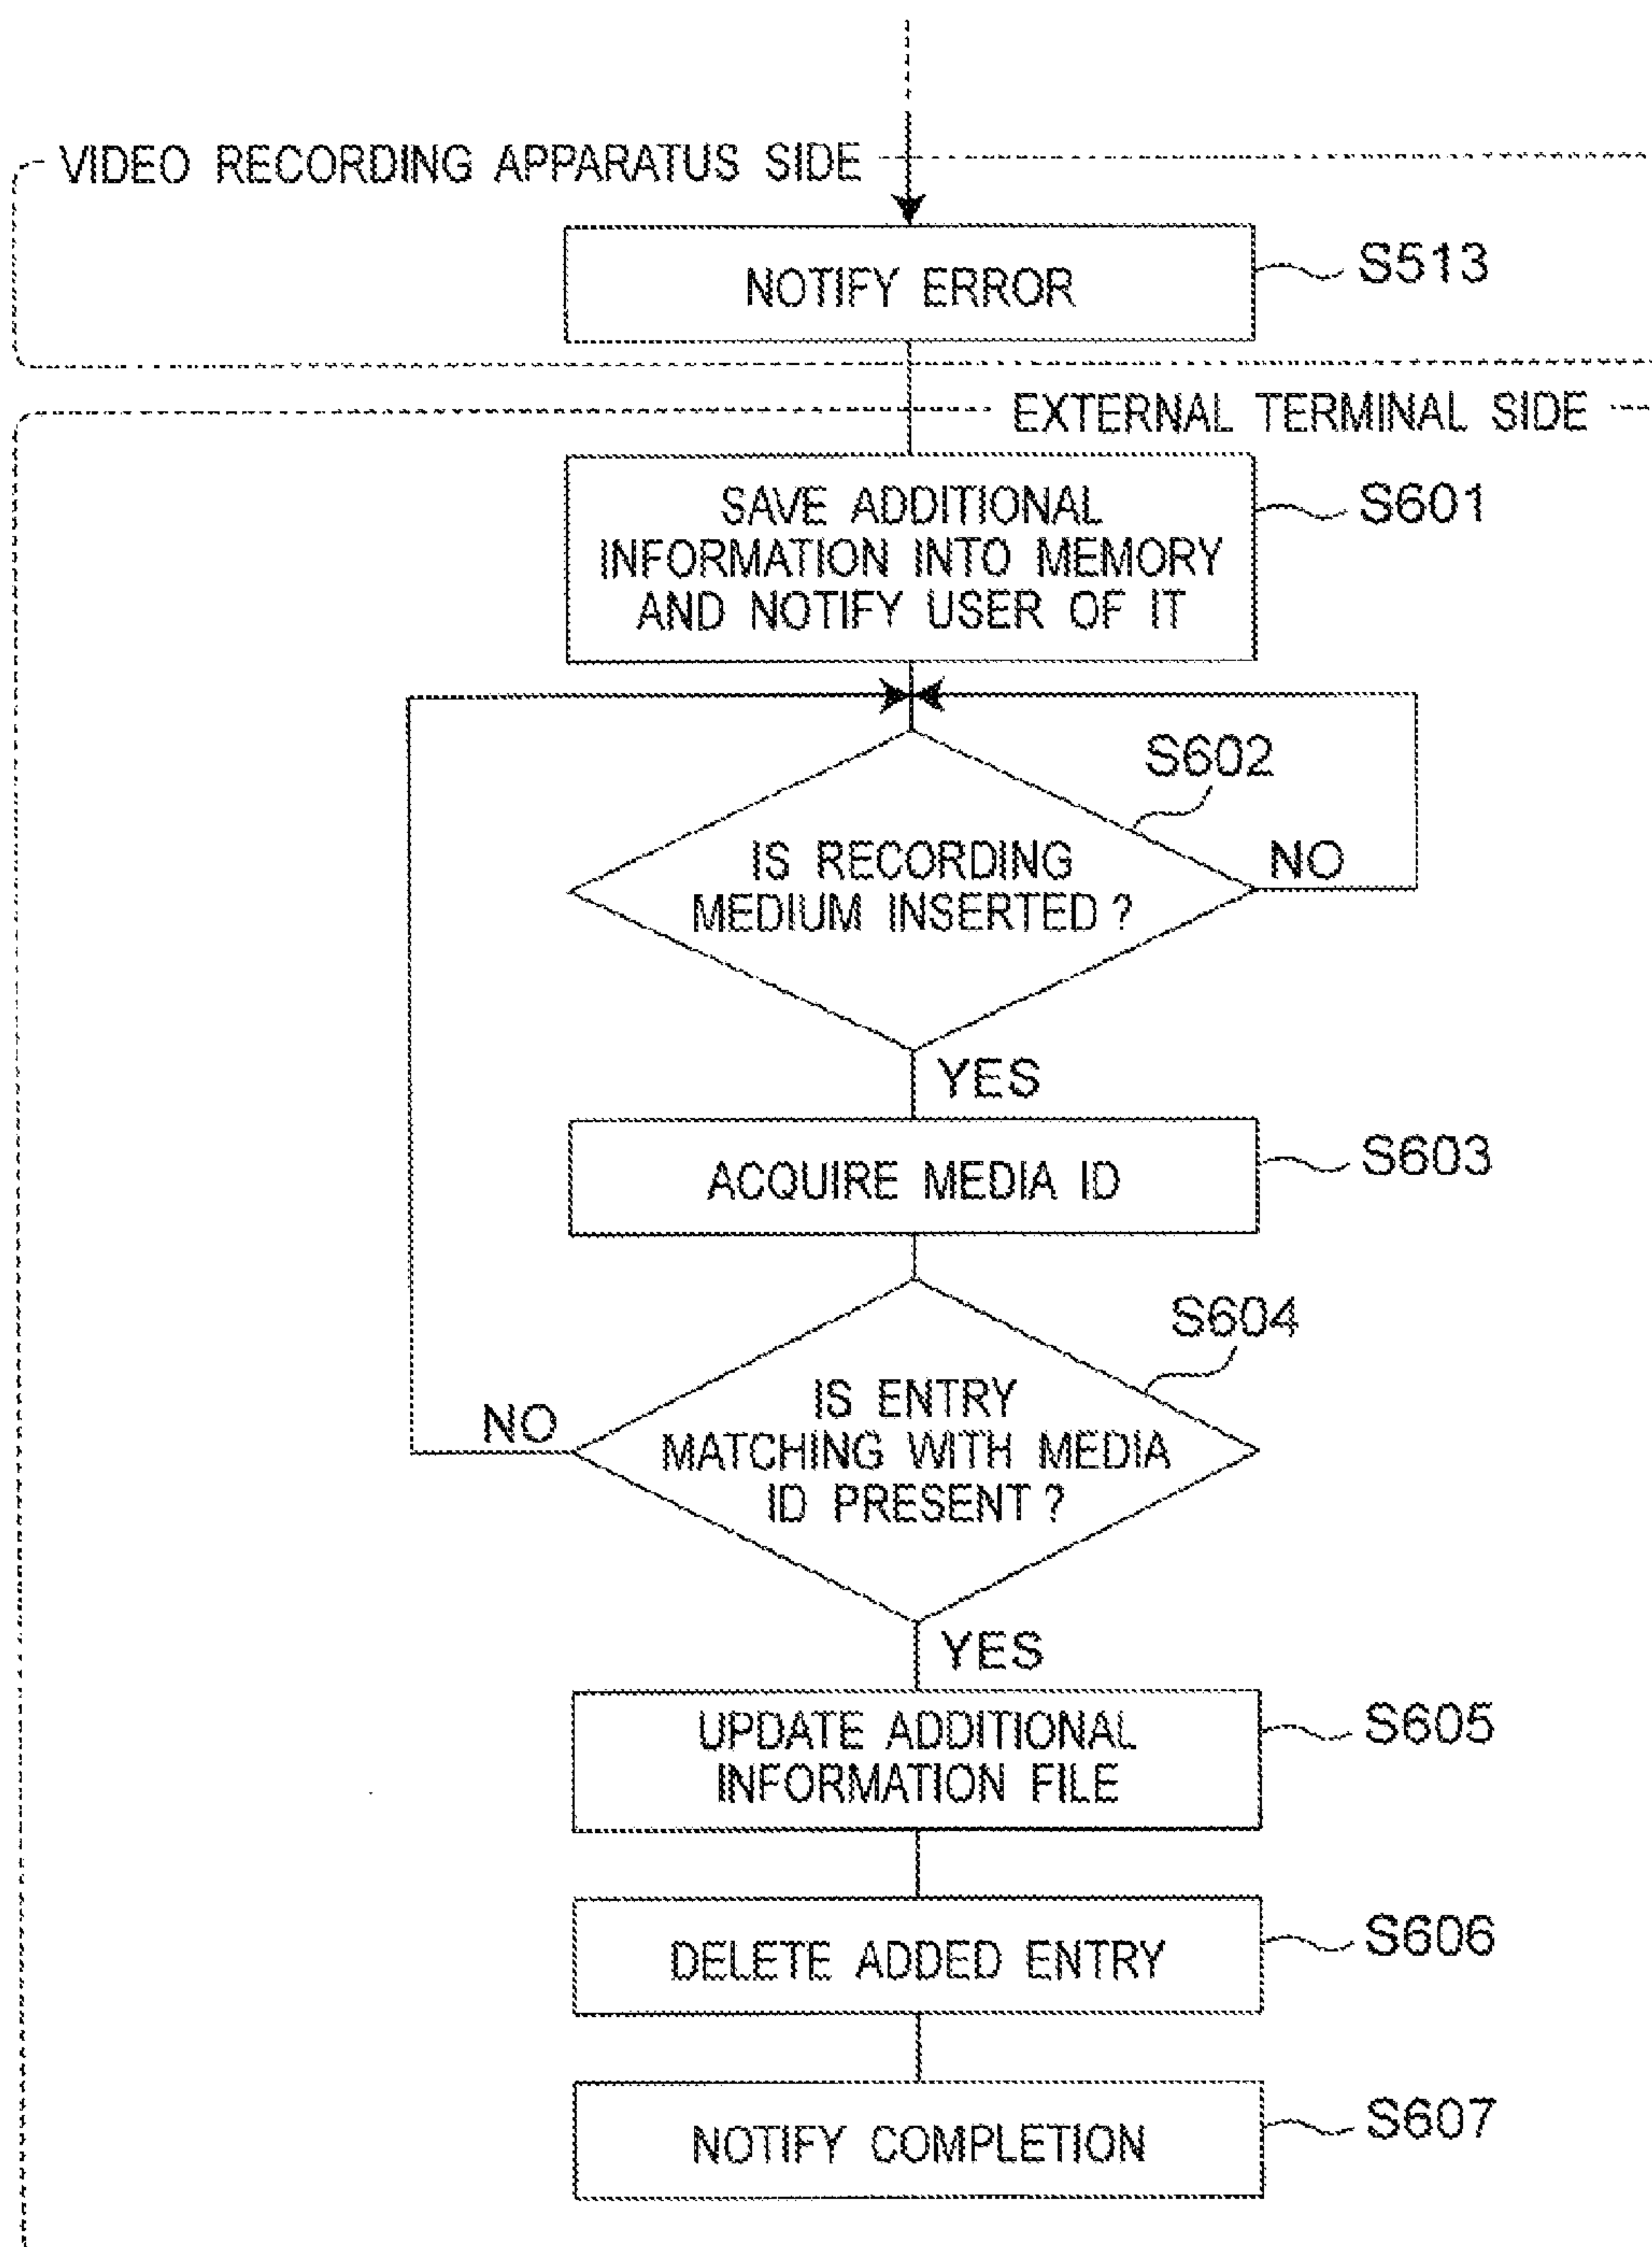 VIDEO RECORDING APPARATUS SIDE
NOTIFY ERROR
S513
EXTERNAL TERMINAL SIDE
SAVE ADDITIONAL
INFORMATION INTO MEMORY
AND NOTIFY USER OF IT
S601
S602
IS RECORDING
MEDIUM INSERTED ?
NO
YES
ACQUIRE MEDIA ID
S603
S604
IS ENTRY
MATCHING WITH MEDIA
ID PRESENT ?
NO
YES
UPDATE ADDITIONAL
INFORMATION FILE
S605
DELETE ADDED ENTRY
S606
NOTIFY COMPLETION
S607